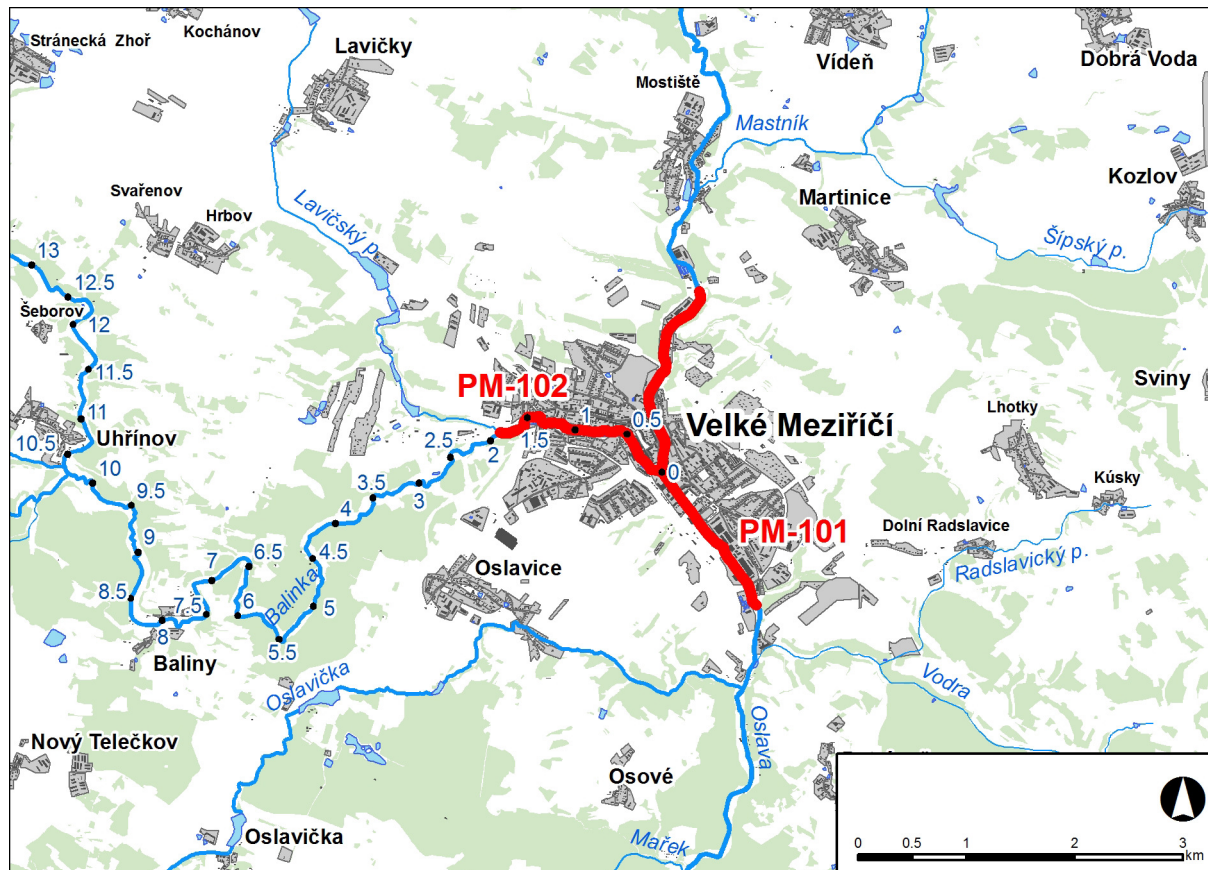 Kochánov
Stránecká Zhoř
Lavičky
Vídeň
Dobrá Voda
Mostiště
Mastník
Svařenov
Hrbov
Lavičský p.
Martinice
Kozlov
Šípský p.
13
12.5
Šeborov
12
11.5
11
Uhřínov
10.5
10
9.5
9
8.5
8
7.5
7
6.5
6
5.5
5
4.5
4
3.5
3
2.5
2
1.5
1
0.5
0
PM-102
Velké Meziříčí
PM-101
Sviny
Lhotky
Kúsky
Dolní Radslavice
Radslavický p.
Oslavice
Balinka
Baliny
Oslavička
Vodra
Oslava
Nový Telečkov
Osové
Oslavička
Mařek
0 0.5 1 2 3
km